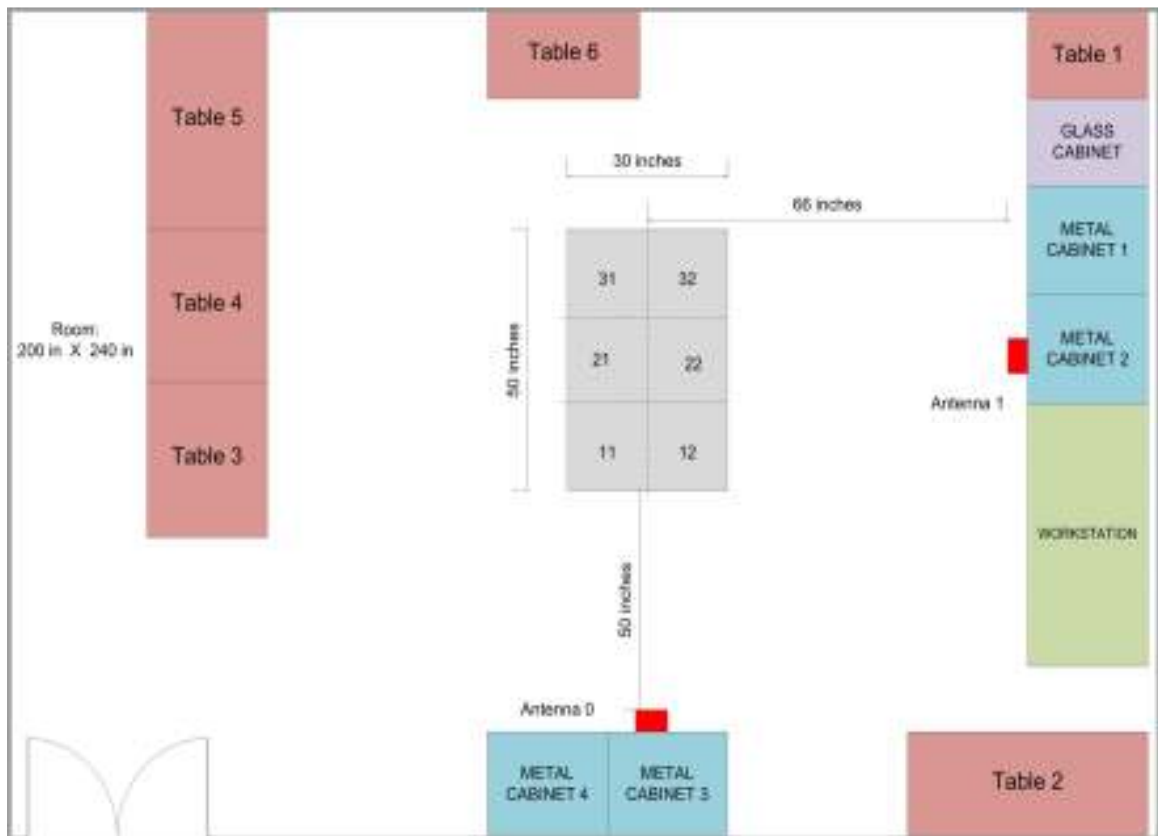 Table 6
Table 1
Table 5
GLASS
CABINET
30 inches
66 inches
METAL
CABINET 1
31
32
Table 4
Room:
200 in X 240 in
50 inches
21
22
METAL
CABINET 2
Antenna 1
Table 3
11
12
WORKSTATION
50 inches
Antenna 0
METAL
CABINET 4
METAL
CABINET 3
Table 2